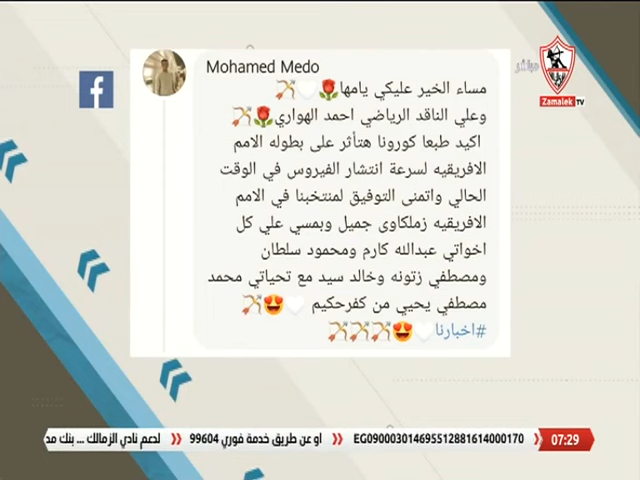 Mohamed Medo
مساء الخير عليكي يامها🌹🤍🏹
وعلي الناقد الرياضي احمد الهواري🌹🏹
اكيد طبعا كورونا هتأثر على بطوله الامم
الافريقيه لسرعة انتشار الفيروس في الوقت
الحالي واتمنى التوفيق لمنتخبنا في الامم
الافريقيه زملكاوى جميل وبمسي علي كل
اخواتي عبدالله كارم ومحمود سلطان
ومصطفي زتونه وخالد سيد مع تحياتي محمد
مصطفي يحيي من كفرحكيم 🤍😍🏹
#اخبارنا🤍😍🏹🏹🏹
مباشر
Zamalek TV
07:29
EG090003014695512881614000170 》 او عن طريق خدمة فوري 99604 》 لدعم نادي الزمالك ... بنك مص